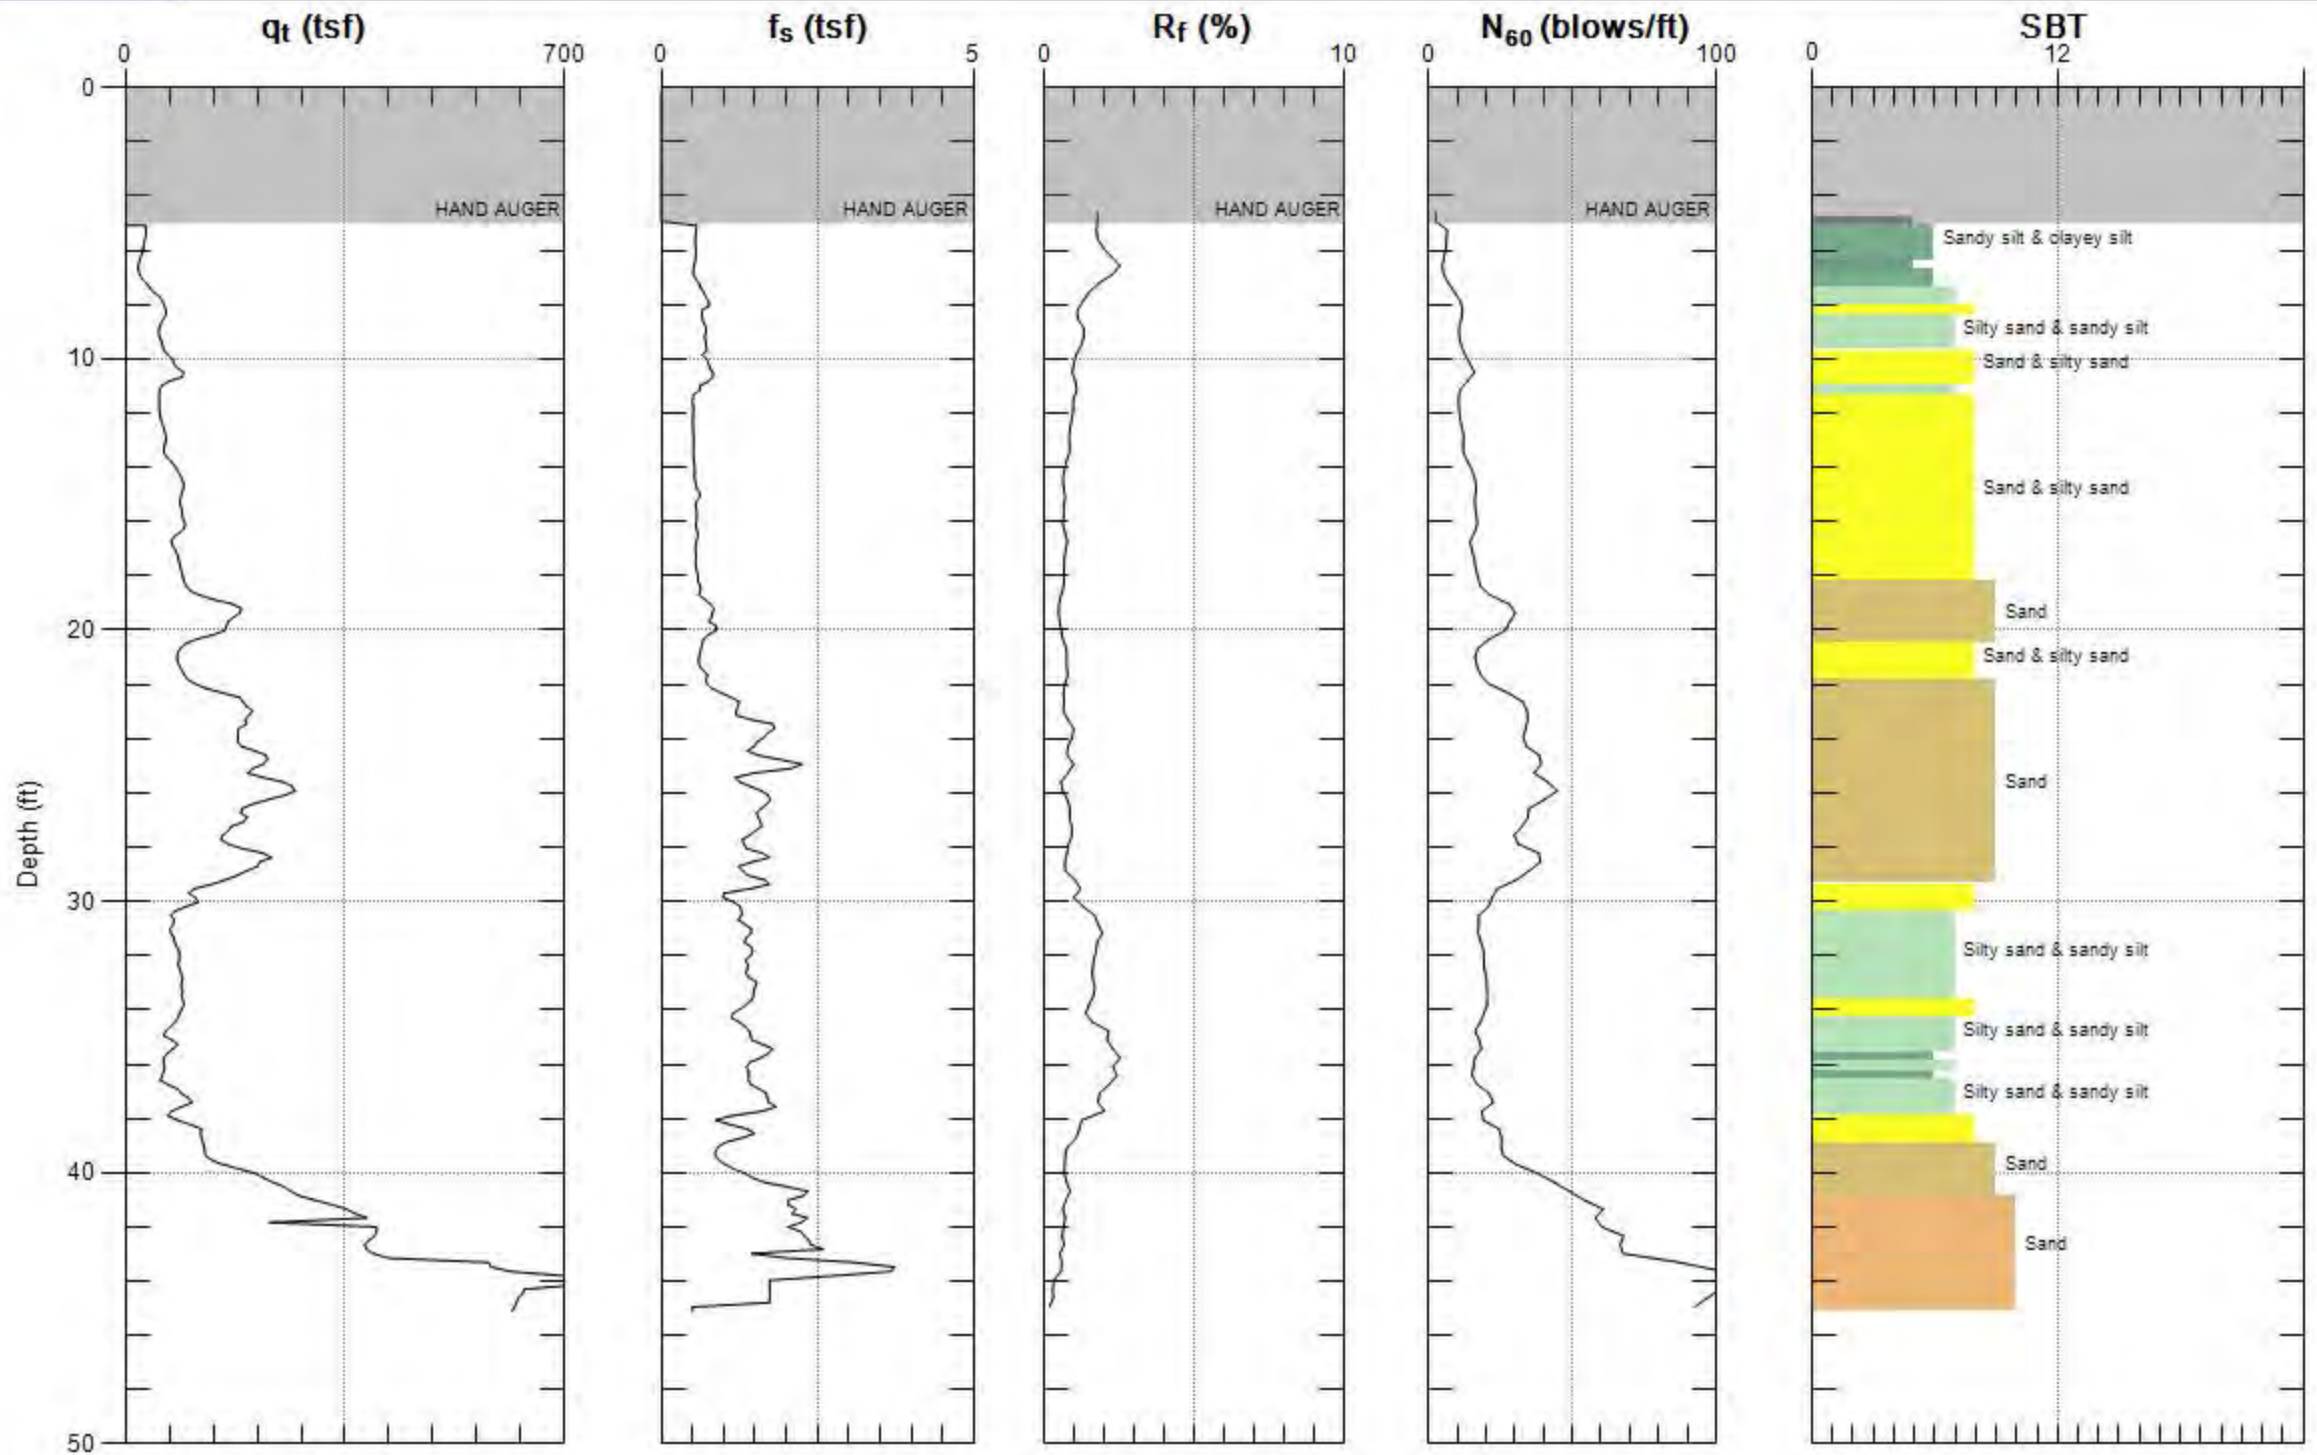 qt (tsf) fs (tsf) Rf (%) N60 (blows/ft) SBT
0 700 0 5 0 10 0 100 0 12
0
HAND AUGER HAND AUGER HAND AUGER HAND AUGER
Sandy silt & clayey silt
Silty sand & sandy silt
10
Sand & silty sand
Sand & silty sand
Sand
20
Sand & silty sand
Sand
Depth (ft)
30
Silty sand & sandy silt
Silty sand & sandy silt
Silty sand & sandy silt
Sand
40
Sand
50